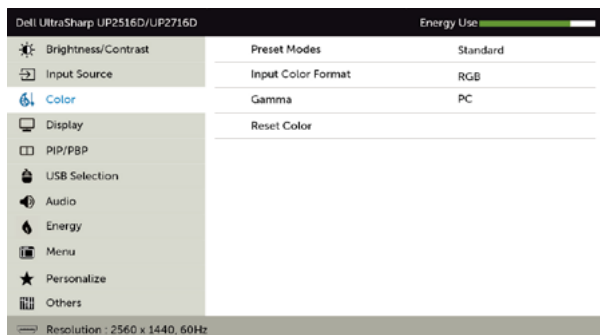 Dell UltraSharp UP2516D/UP2716D Energy Use
Brightness/Contrast Preset Modes Standard
Input Source Input Color Format RGB
Color Gamma PC
Display Reset Color
PIP/PBP
USB Selection
Audio
Energy
Menu
Personalize
Others
Resolution : 2560 x 1440, 60Hz